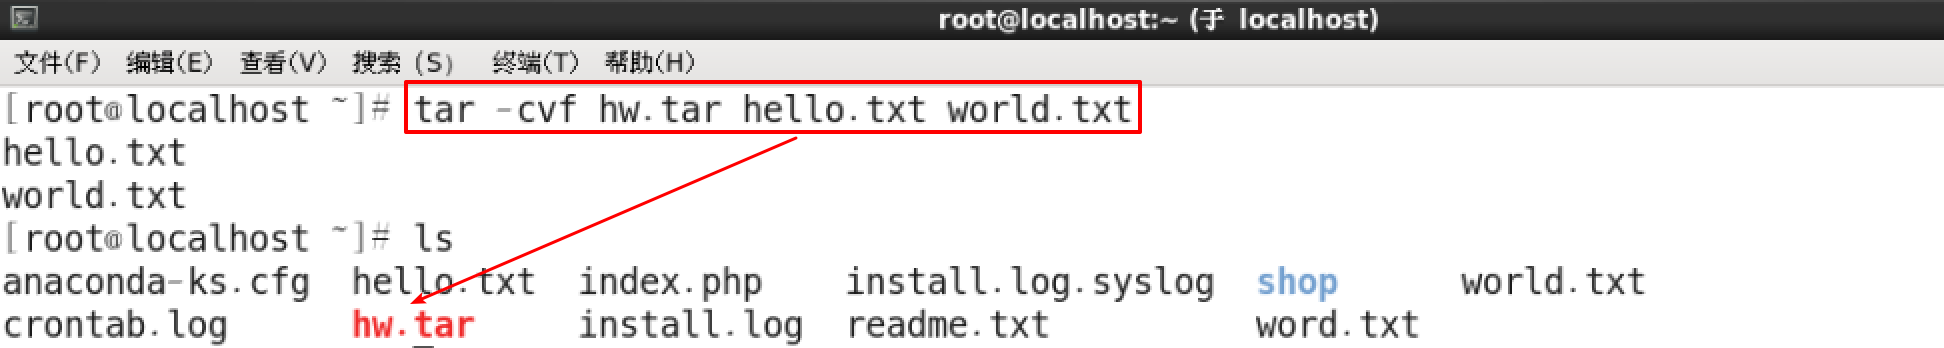 root@localhost:~ (于 localhost)
文件(F) 编辑(E) 查看(V) 搜索 (S) 终端(T) 帮助(H)
[root@localhost ~]# tar -cvf hw.tar hello.txt world.txt
hello.txt
world.txt
[root@localhost ~]# ls
anaconda-ks.cfg hello.txt index.php install.log.syslog shop world.txt
crontab.log hw.tar install.log readme.txt word.txt